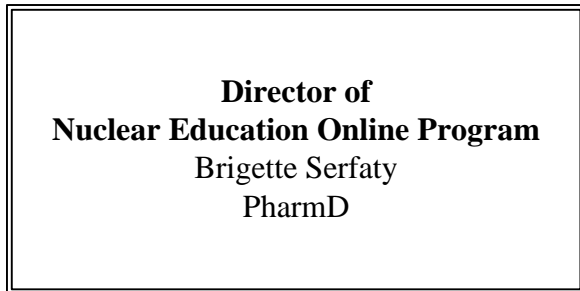 Director of
Nuclear Education Online Program
Brigette Serfaty
PharmD